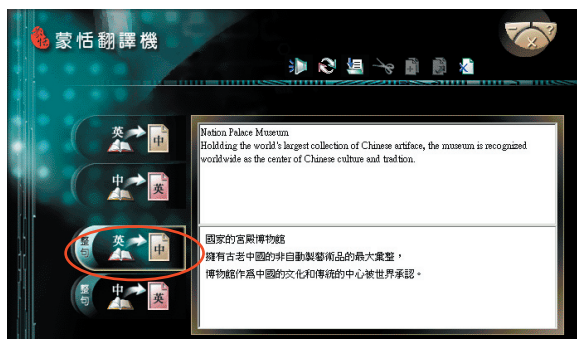 蒙恬翻譯機
英 中
中 英
整句 英 中
整句 中 英
Nation Palace Museum
Holdding the world's largest collection of Chinese artiface, the museum is recognized
worldwide as the center of Chinese culture and tradtion.
國家的宮殿博物館
擁有古老中國的非自動製藝術品的最大彙整，
博物館作爲中國的文化和傳統的中心被世界承認。